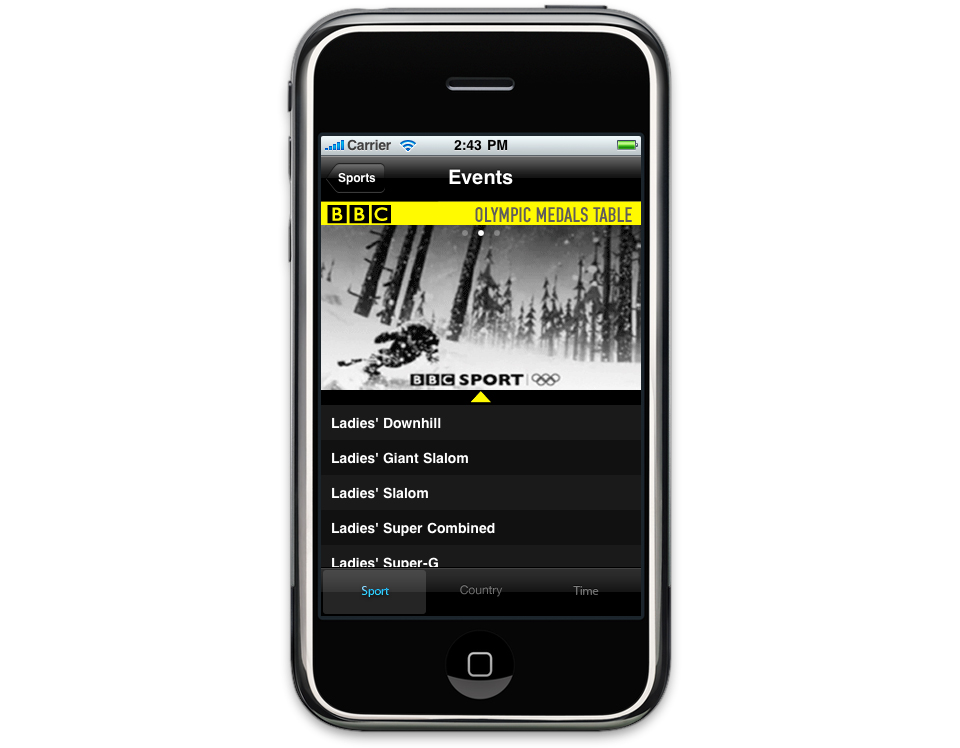 Carrier 2:43 PM
Sports Events
BBC OLYMPIC MEDALS TABLE
BBC SPORT
Ladies' Downhill
Ladies' Giant Slalom
Ladies' Slalom
Ladies' Super Combined
Ladies' Super-G
Sport Country Time